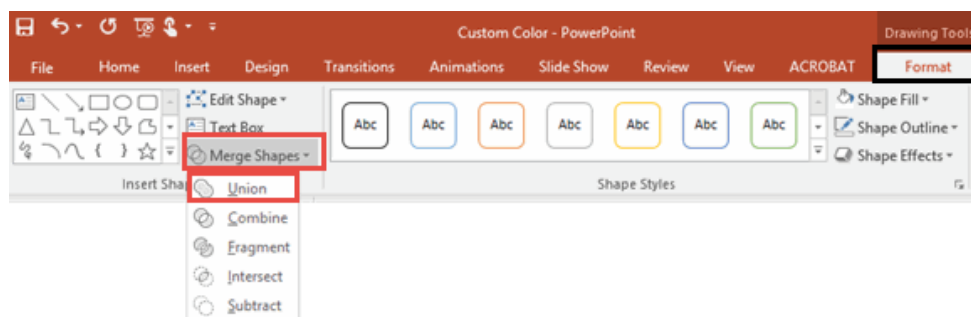 Custom Color - PowerPoint
Drawing Tools
File Home Insert Design Transitions Animations Slide Show Review View ACROBAT Format
Edit Shape
Text Box
Merge Shapes
Abc Abc Abc Abc Abc Abc Abc
Shape Fill
Shape Outline
Shape Effects
Insert Sha
Shape Styles
Union
Combine
Fragment
Intersect
Subtract